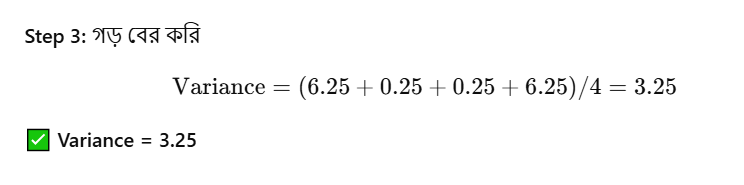 Step 3: গড় বের করি
Variance = (6.25 + 0.25 + 0.25 + 6.25)/4 = 3.25
✅ Variance = 3.25